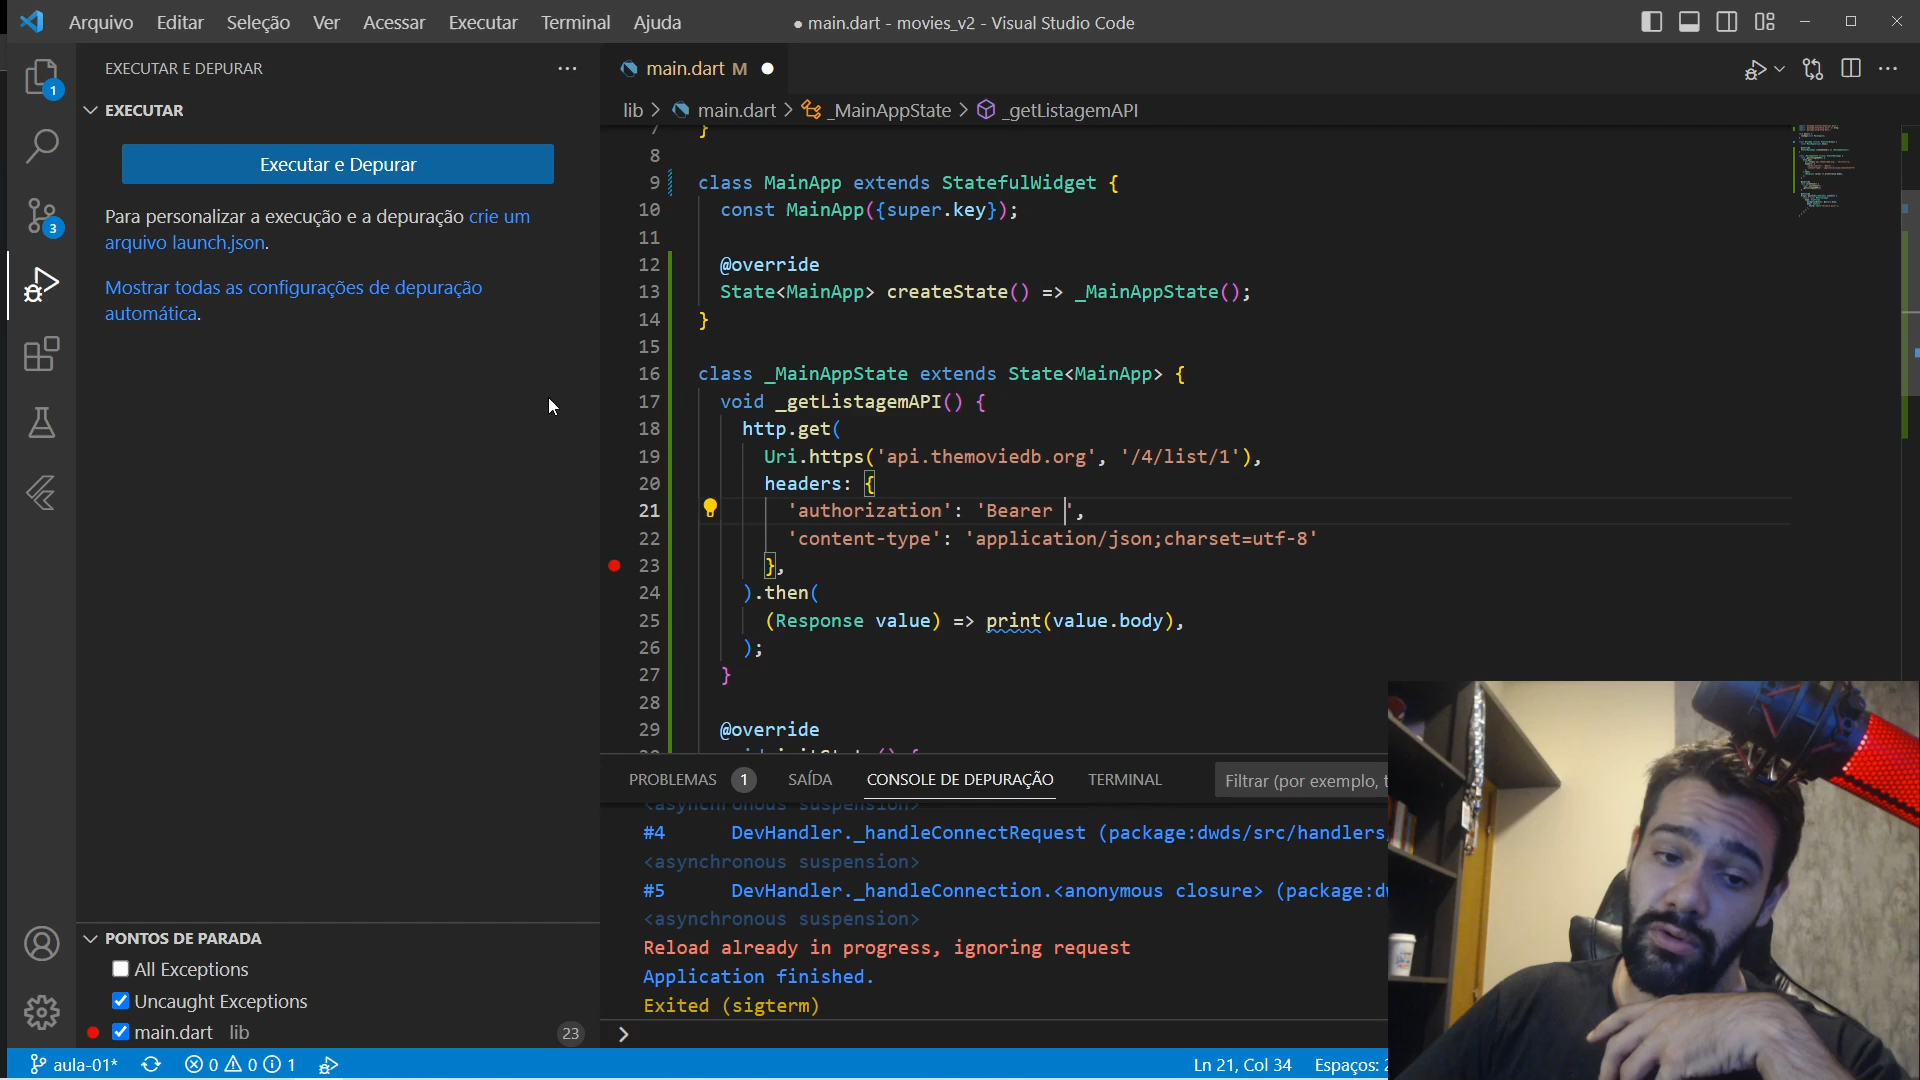 Arquivo Editar Seleção Ver Acessar Executar Terminal Ajuda
● main.dart - movies_v2 - Visual Studio Code
EXECUTAR E DEPURAR
EXECUTAR
Executar e Depurar
Para personalizar a execução e a depuração crie um
arquivo launch.json.
Mostrar todas as configurações de depuração
automática.
1
3
main.dart M
lib > main.dart > _MainAppState > _getListagemAPI
7 }
8
9 class MainApp extends StatefulWidget {
10 const MainApp({super.key});
11
12 @override
13 State<MainApp> createState() => _MainAppState();
14 }
15
16 class _MainAppState extends State<MainApp> {
17 void _getListagemAPI() {
18 http.get(
19 Uri.https('api.themoviedb.org', '/4/list/1'),
20 headers: {
21 'authorization': 'Bearer ',
22 'content-type': 'application/json;charset=utf-8'
23 },
24 ).then(
25 (Response value) => print(value.body),
26 );
27 }
28
29 @override
PROBLEMAS 1 SAÍDA CONSOLE DE DEPURAÇÃO TERMINAL Filtrar (por exemplo, t
<asynchronous suspension>
#4 DevHandler._handleConnectRequest (package:dwds/src/handlers
<asynchronous suspension>
#5 DevHandler._handleConnection.<anonymous closure> (package:d
<asynchronous suspension>
Reload already in progress, ignoring request
Application finished.
Exited (sigterm)
>
PONTOS DE PARADA
All Exceptions
Uncaught Exceptions
main.dart lib 23
aula-01* 0 0 1
Ln 21, Col 34 Espaços: